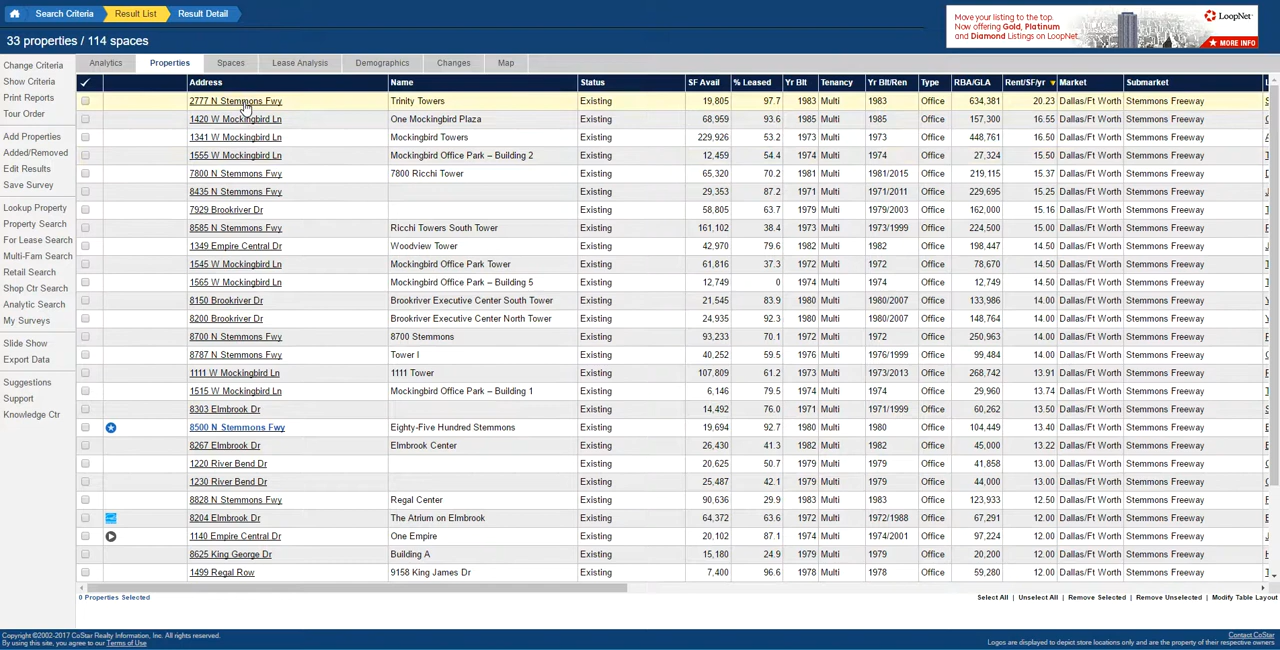 Search Criteria Result List Result Detail
Move your listing to the top.
Now offering Gold, Platinum
and Diamond Listings on LoopNet.
LoopNet
MORE INFO
33 properties / 114 spaces
Analytics Properties Spaces Lease Analysis Demographics Changes Map
Change Criteria
Show Criteria
Print Reports
Tour Order
Add Properties
Added/Removed
Edit Results
Save Survey
Lookup Property
Property Search
For Lease Search
Multi-Fam Search
Retail Search
Shop Ctr Search
Analytic Search
My Surveys
Slide Show
Export Data
Suggestions
Support
Knowledge Ctr
Address Name Status SF Avail % Leased Yr Blt Tenancy Yr Blt/Ren Type RBA/GLA Rent/SF/yr Market Submarket
2777 N Stemmons Fwy Trinity Towers Existing 19,805 97.7 1983 Multi 1983 Office 634,381 20.23 Dallas/Ft Worth Stemmons Freeway
1420 W Mockingbird Ln One Mockingbird Plaza Existing 68,959 93.6 1985 Multi 1985 Office 157,300 16.55 Dallas/Ft Worth Stemmons Freeway
1341 W Mockingbird Ln Mockingbird Towers Existing 229,926 53.2 1973 Multi 1973 Office 448,761 16.50 Dallas/Ft Worth Stemmons Freeway
1555 W Mockingbird Ln Mockingbird Office Park – Building 2 Existing 12,459 54.4 1974 Multi 1974 Office 27,324 15.50 Dallas/Ft Worth Stemmons Freeway
7800 N Stemmons Fwy 7800 Ricchi Tower Existing 65,320 70.2 1981 Multi 1981/2015 Office 219,115 15.37 Dallas/Ft Worth Stemmons Freeway
8435 N Stemmons Fwy Existing 29,353 87.2 1971 Multi 1971/2011 Office 229,695 15.25 Dallas/Ft Worth Stemmons Freeway
7929 Brookriver Dr Existing 58,805 63.7 1979 Multi 1979/2003 Office 162,000 15.16 Dallas/Ft Worth Stemmons Freeway
8585 N Stemmons Fwy Ricchi Towers South Tower Existing 161,102 38.4 1973 Multi 1973/1999 Office 224,500 15.00 Dallas/Ft Worth Stemmons Freeway
1349 Empire Central Dr Woodview Tower Existing 42,970 79.6 1982 Multi 1982 Office 198,447 14.50 Dallas/Ft Worth Stemmons Freeway
1545 W Mockingbird Ln Mockingbird Office Park Tower Existing 61,816 37.3 1972 Multi 1972 Office 78,670 14.50 Dallas/Ft Worth Stemmons Freeway
1565 W Mockingbird Ln Mockingbird Office Park – Building 5 Existing 12,749 0 1974 Multi 1974 Office 12,749 14.50 Dallas/Ft Worth Stemmons Freeway
8150 Brookriver Dr Brookriver Executive Center South Tower Existing 21,545 83.9 1980 Multi 1980/2007 Office 133,986 14.00 Dallas/Ft Worth Stemmons Freeway
8200 Brookriver Dr Brookriver Executive Center North Tower Existing 24,935 92.3 1980 Multi 1980/2007 Office 148,764 14.00 Dallas/Ft Worth Stemmons Freeway
8700 N Stemmons Fwy 8700 Stemmons Existing 93,233 70.1 1972 Multi 1972 Office 93,336 14.00 Dallas/Ft Worth Stemmons Freeway
8787 N Stemmons Fwy Tower I Existing 40,252 59.5 1976 Multi 1976/1999 Office 99,484 14.00 Dallas/Ft Worth Stemmons Freeway
1111 W Mockingbird Ln 1111 Tower Existing 107,809 61.2 1973 Multi 1973/2013 Office 268,742 13.91 Dallas/Ft Worth Stemmons Freeway
1515 W Mockingbird Ln Mockingbird Office Park – Building 1 Existing 6,146 79.5 1974 Multi 1974 Office 29,960 13.74 Dallas/Ft Worth Stemmons Freeway
8303 Elmbrook Dr Existing 14,492 76.0 1971 Multi 1971/1999 Office 60,262 13.50 Dallas/Ft Worth Stemmons Freeway
8500 N Stemmons Fwy Eighty-Five Hundred Stemmons Existing 19,694 92.7 1980 Multi 1980 Office 104,449 13.40 Dallas/Ft Worth Stemmons Freeway
8267 Elmbrook Dr Elmbrook Center Existing 26,430 41.3 1982 Multi 1982 Office 45,000 13.22 Dallas/Ft Worth Stemmons Freeway
1220 River Bend Dr Existing 20,625 50.7 1979 Multi 1979 Office 41,858 13.00 Dallas/Ft Worth Stemmons Freeway
1230 River Bend Dr Existing 25,487 42.1 1979 Multi 1979 Office 44,000 13.00 Dallas/Ft Worth Stemmons Freeway
8828 N Stemmons Fwy Regal Center Existing 90,636 29.9 1983 Multi 1983 Office 123,933 12.50 Dallas/Ft Worth Stemmons Freeway
8204 Elmbrook Dr The Atrium on Elmbrook Existing 64,372 63.6 1972 Multi 1972/1988 Office 67,291 12.00 Dallas/Ft Worth Stemmons Freeway
1140 Empire Central Dr One Empire Existing 20,102 87.1 1974 Multi 1974/2001 Office 97,224 12.00 Dallas/Ft Worth Stemmons Freeway
8625 King George Dr Building A Existing 15,180 24.9 1979 Multi 1979 Office 20,200 12.00 Dallas/Ft Worth Stemmons Freeway
1499 Regal Row 9158 King James Dr Existing 7,400 96.6 1978 Multi 1978 Office 59,280 12.00 Dallas/Ft Worth Stemmons Freeway
0 Properties Selected Select All | Unselect All | Remove Selected | Remove Unselected | Modify Table Layout
Copyright ©2002-2017 CoStar Realty Information, Inc. All rights reserved. Contact CoStar
By using this site, you agree to our Terms of Use Logos are displayed to depict store locations only and are the property of their respective owners